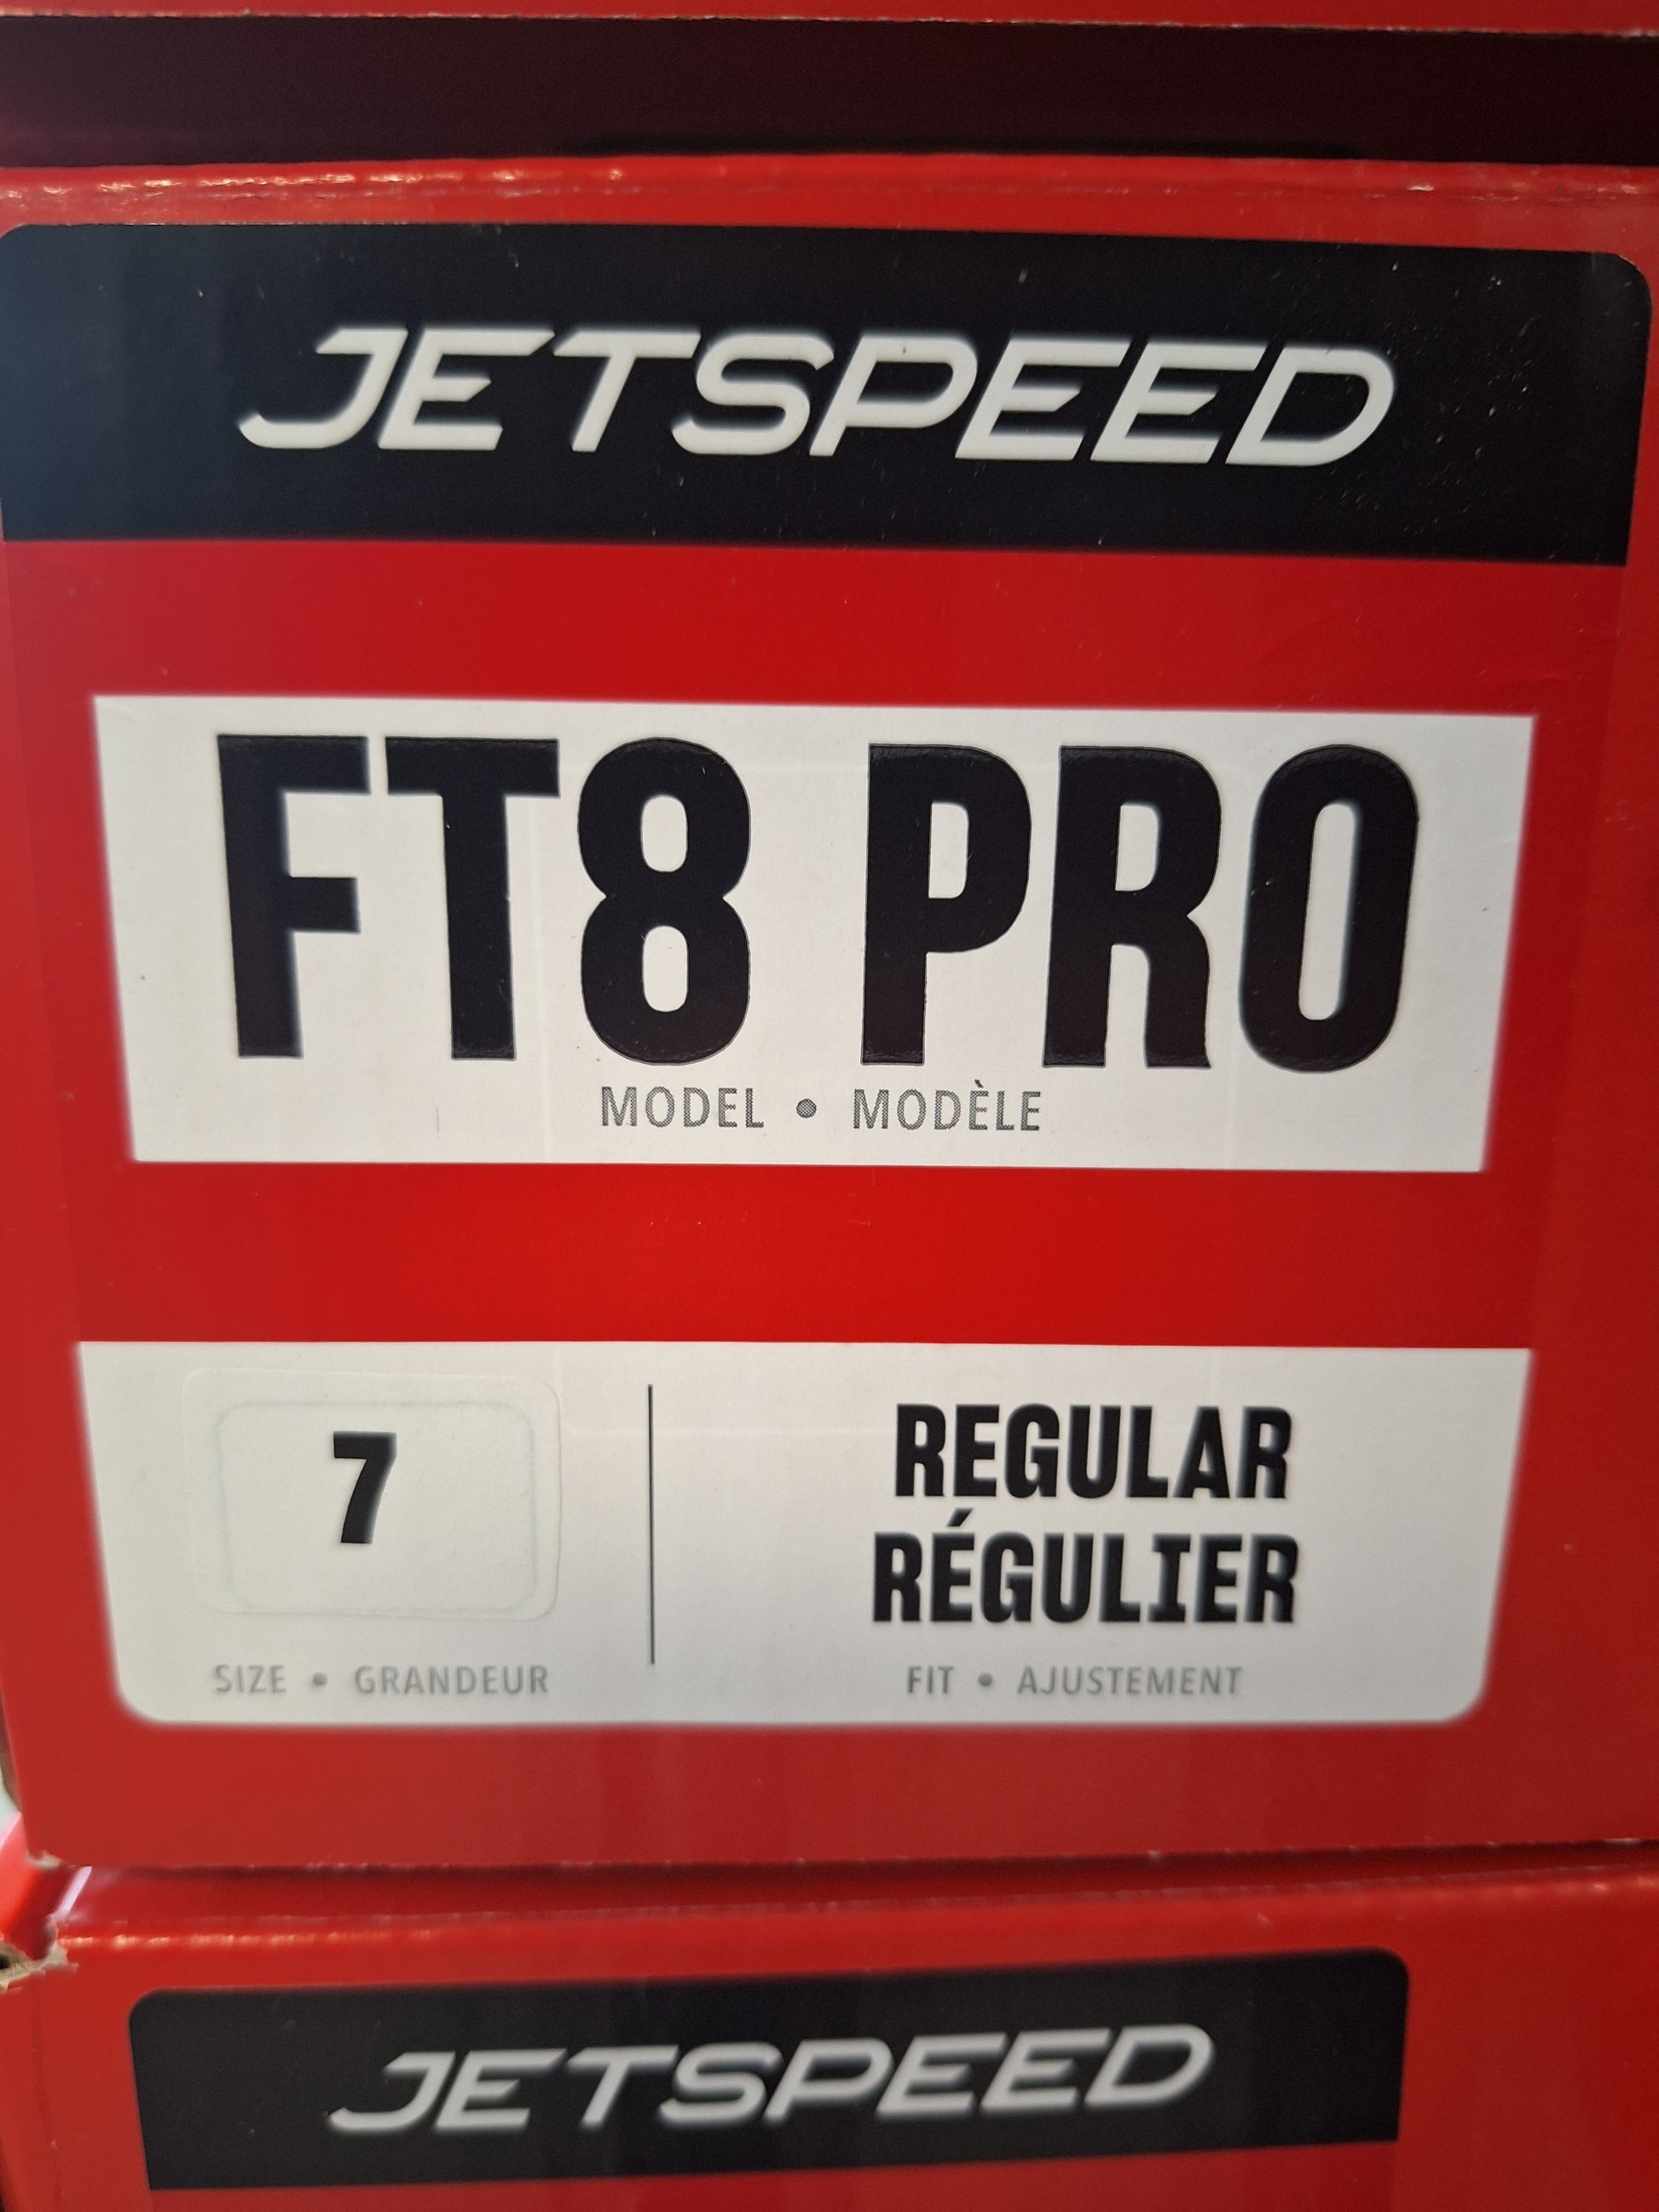 JETSPEED
FT8 PRO
MODEL • MODÈLE
7
SIZE • GRANDEUR
REGULAR
RÉGULIER
FIT • AJUSTEMENT
JETSPEED